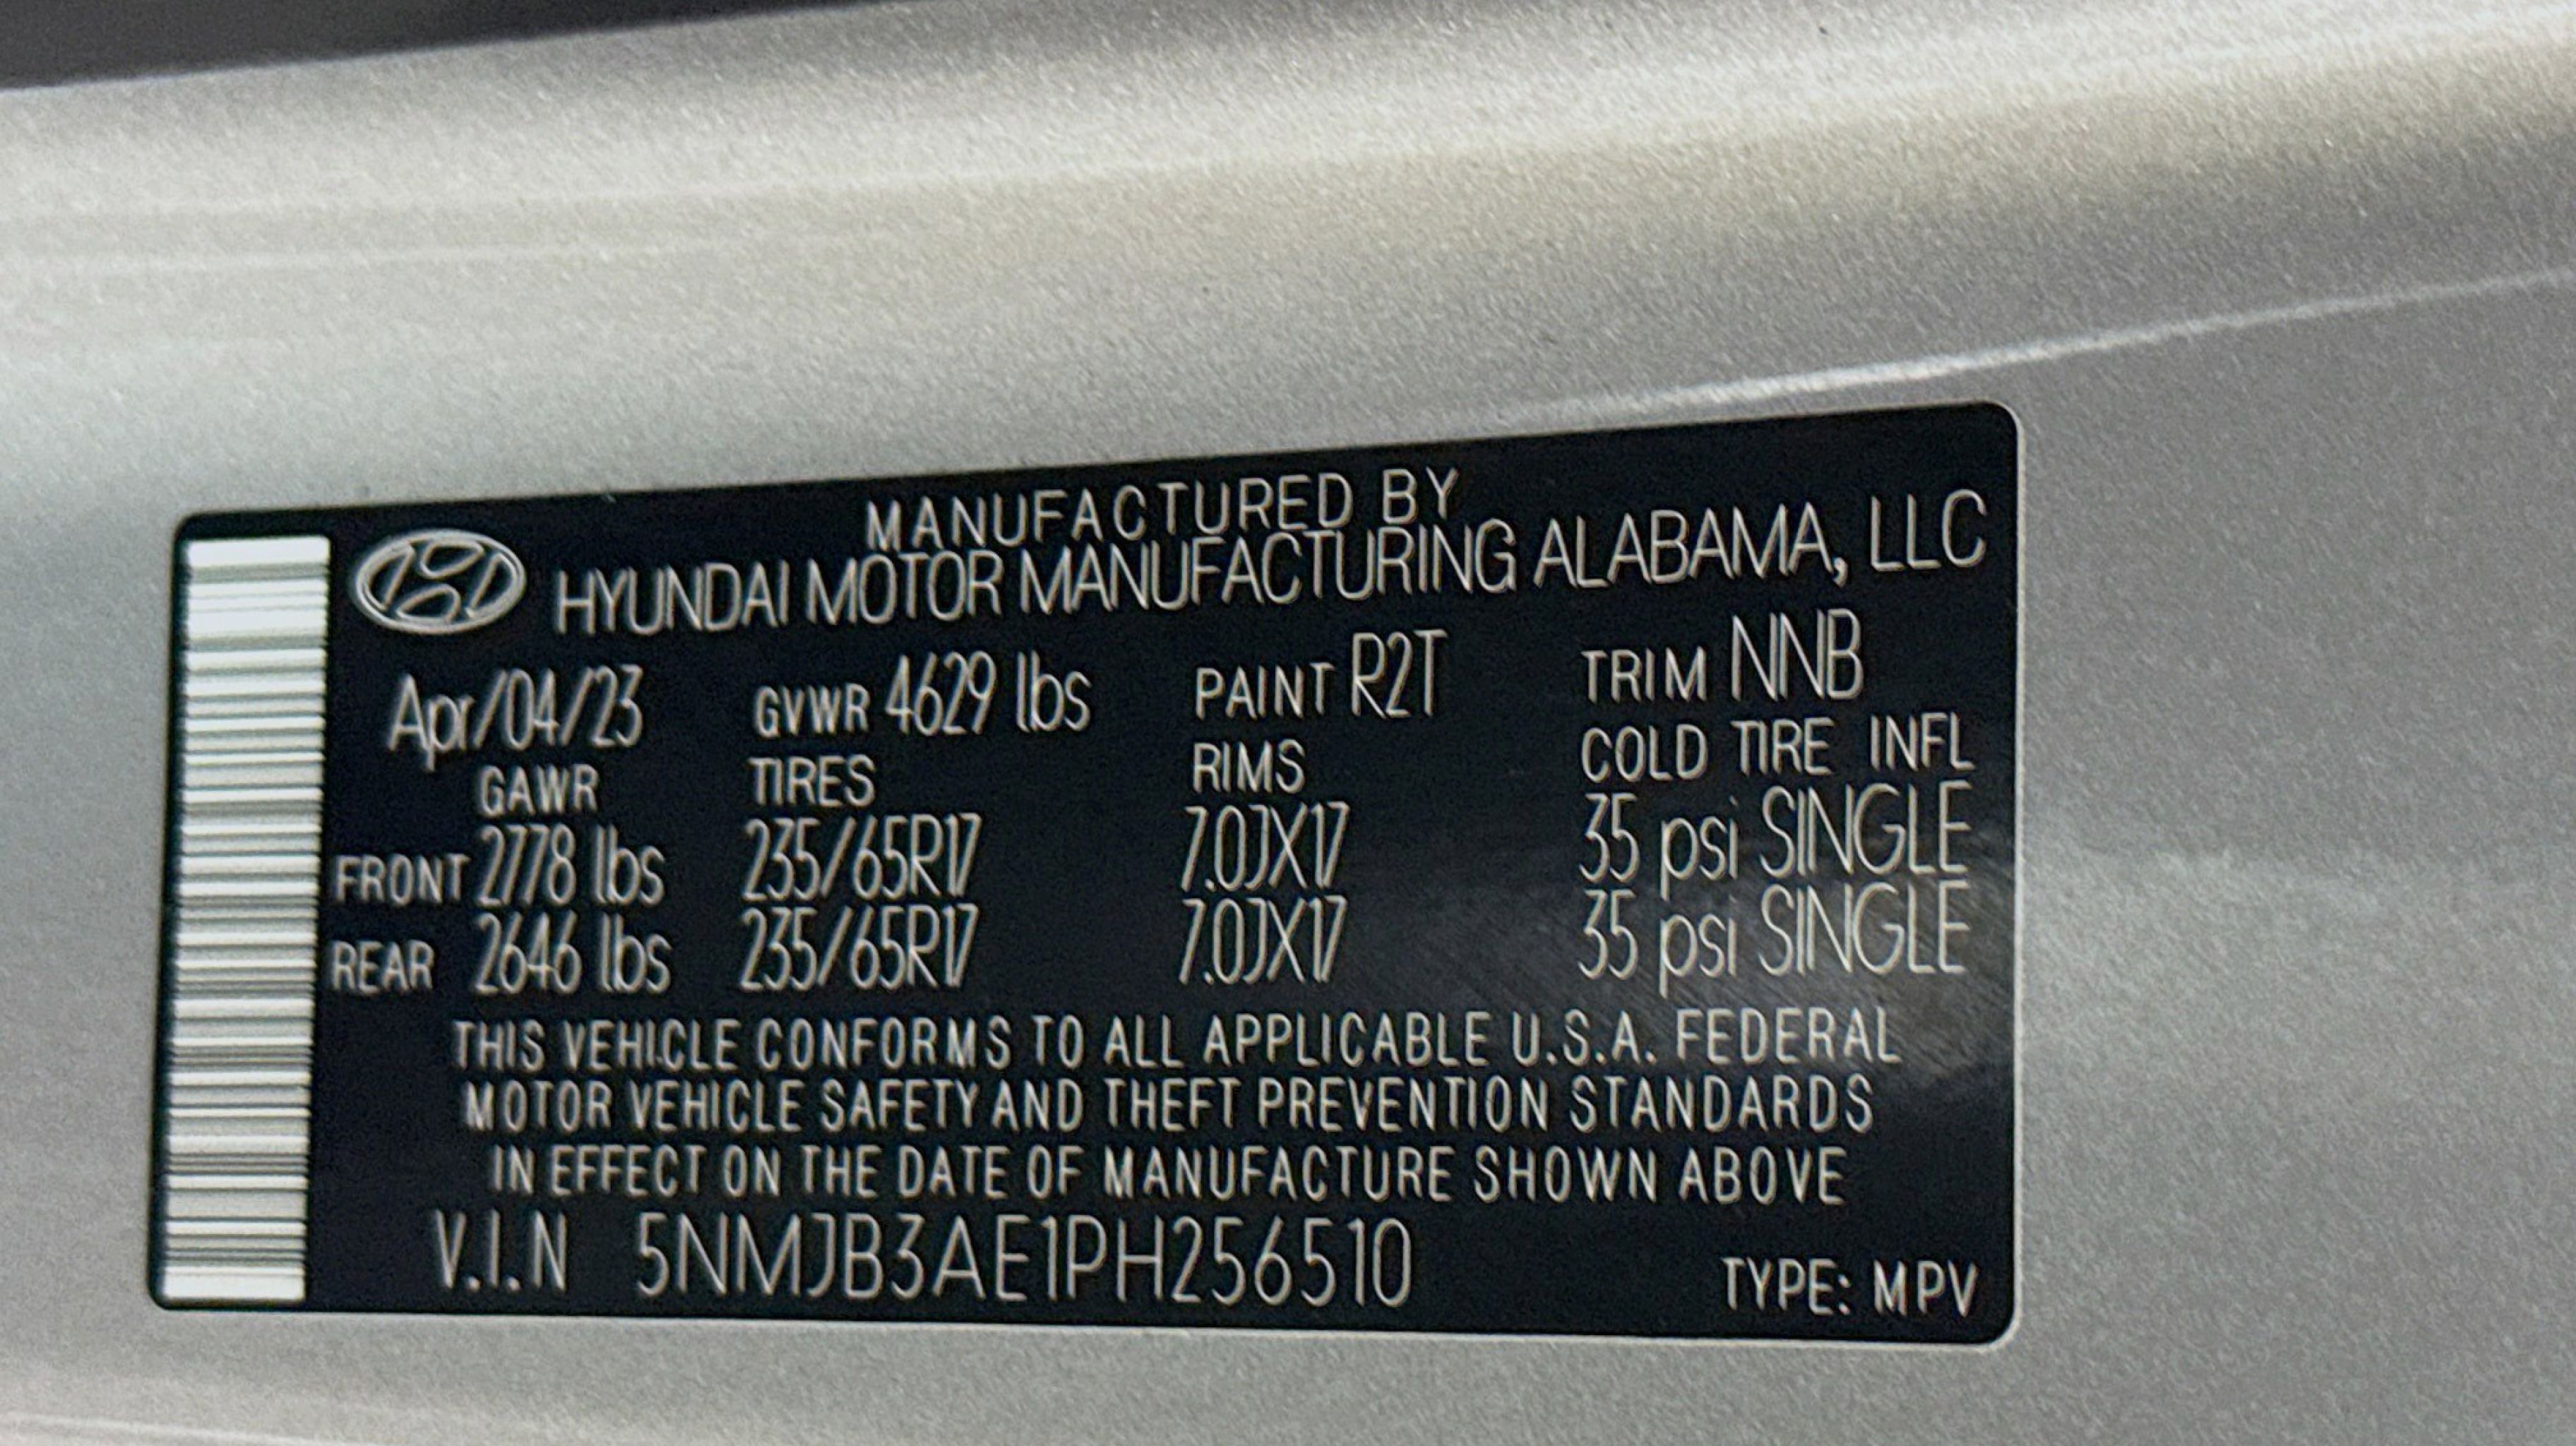 MANUFACTURED BY
HYUNDAI MOTOR MANUFACTURING ALABAMA, LLC
Apr/04/23 GVWR 4629 lbs PAINT R2T TRIM NNB
GAWR TIRES RIMS COLD TIRE INFL
FRONT 2778 lbs 235/65R17 7.0JX17 35 psi SINGLE
REAR 2646 lbs 235/65R17 7.0JX17 35 psi SINGLE
THIS VEHICLE CONFORMS TO ALL APPLICABLE U.S.A. FEDERAL
MOTOR VEHICLE SAFETY AND THEFT PREVENTION STANDARDS
IN EFFECT ON THE DATE OF MANUFACTURE SHOWN ABOVE
V.I.N 5NMJB3AE1PH256510 TYPE: MPV